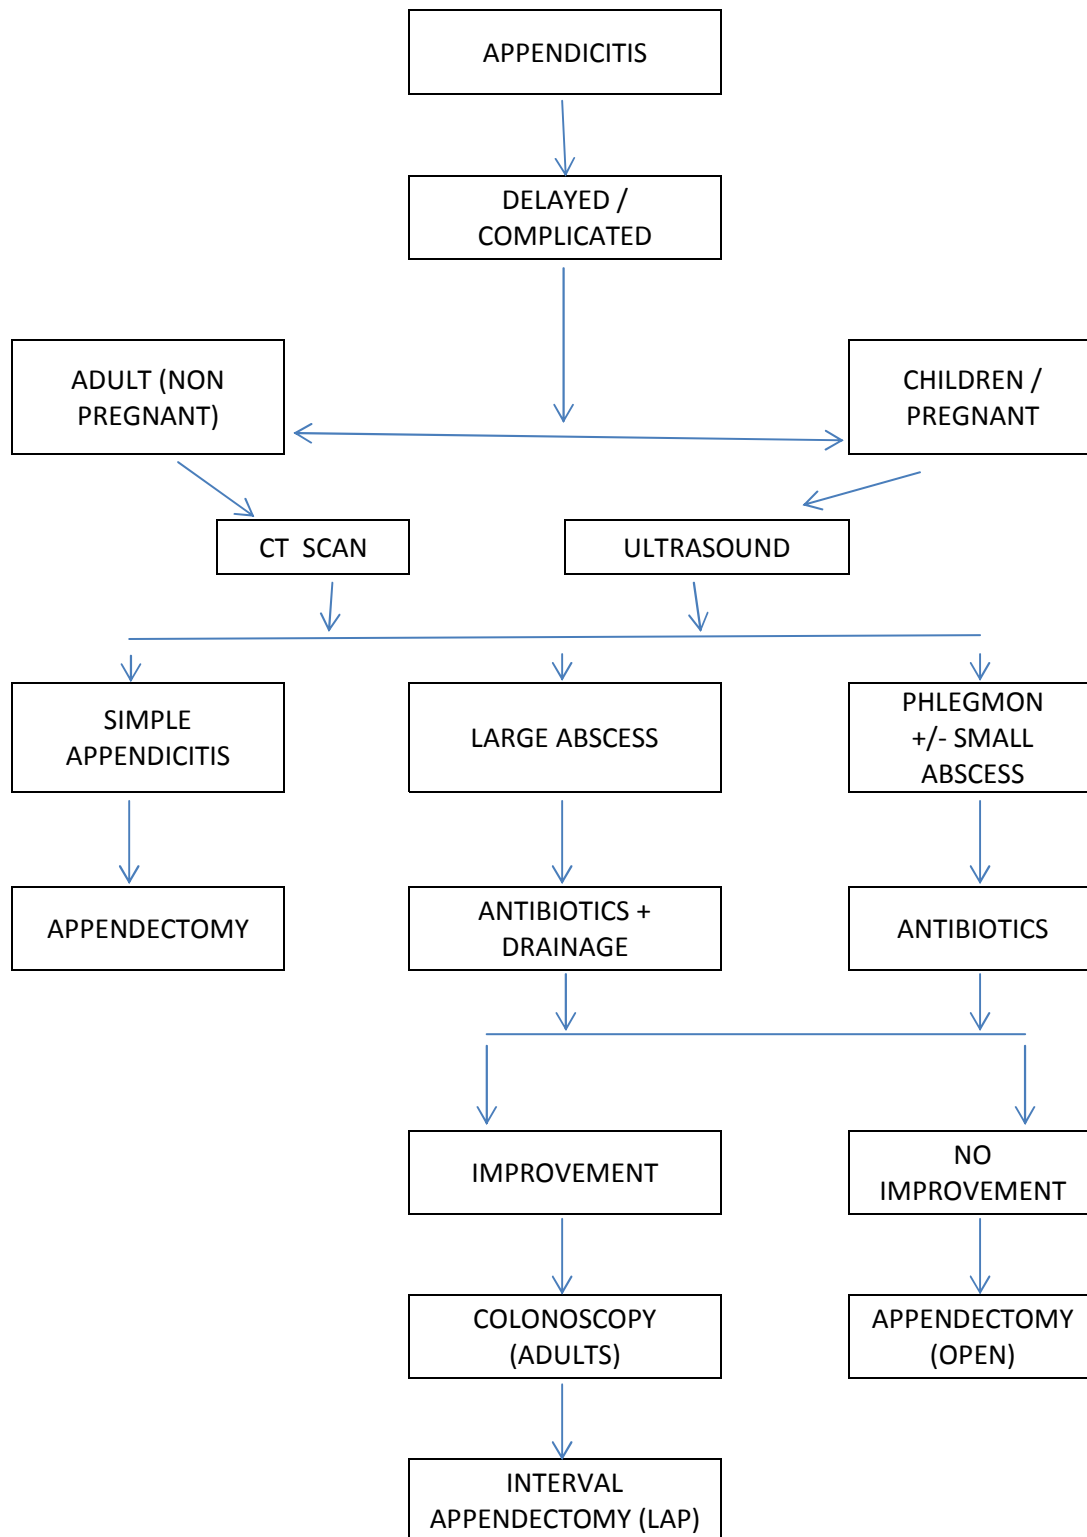 APPENDICITIS
DELAYED /
COMPLICATED
ADULT (NON
PREGNANT)
CHILDREN /
PREGNANT
CT SCAN
ULTRASOUND
SIMPLE
APPENDICITIS
LARGE ABSCESS
PHLEGMON
+/- SMALL
ABSCESS
APPENDECTOMY
ANTIBIOTICS +
DRAINAGE
ANTIBIOTICS
IMPROVEMENT
NO
IMPROVEMENT
COLONOSCOPY
(ADULTS)
APPENDECTOMY
(OPEN)
INTERVAL
APPENDECTOMY (LAP)